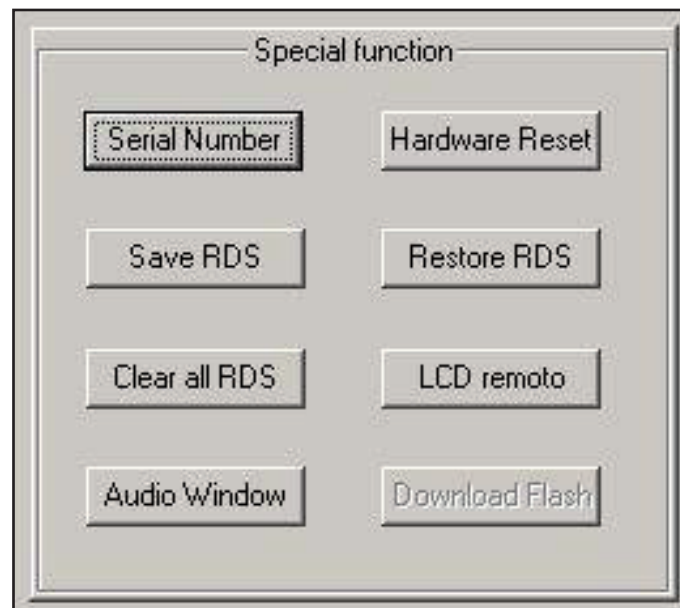 Special function
Serial Number
Hardware Reset
Save RDS
Restore RDS
Clear all RDS
LCD remoto
Audio Window
Download Flash